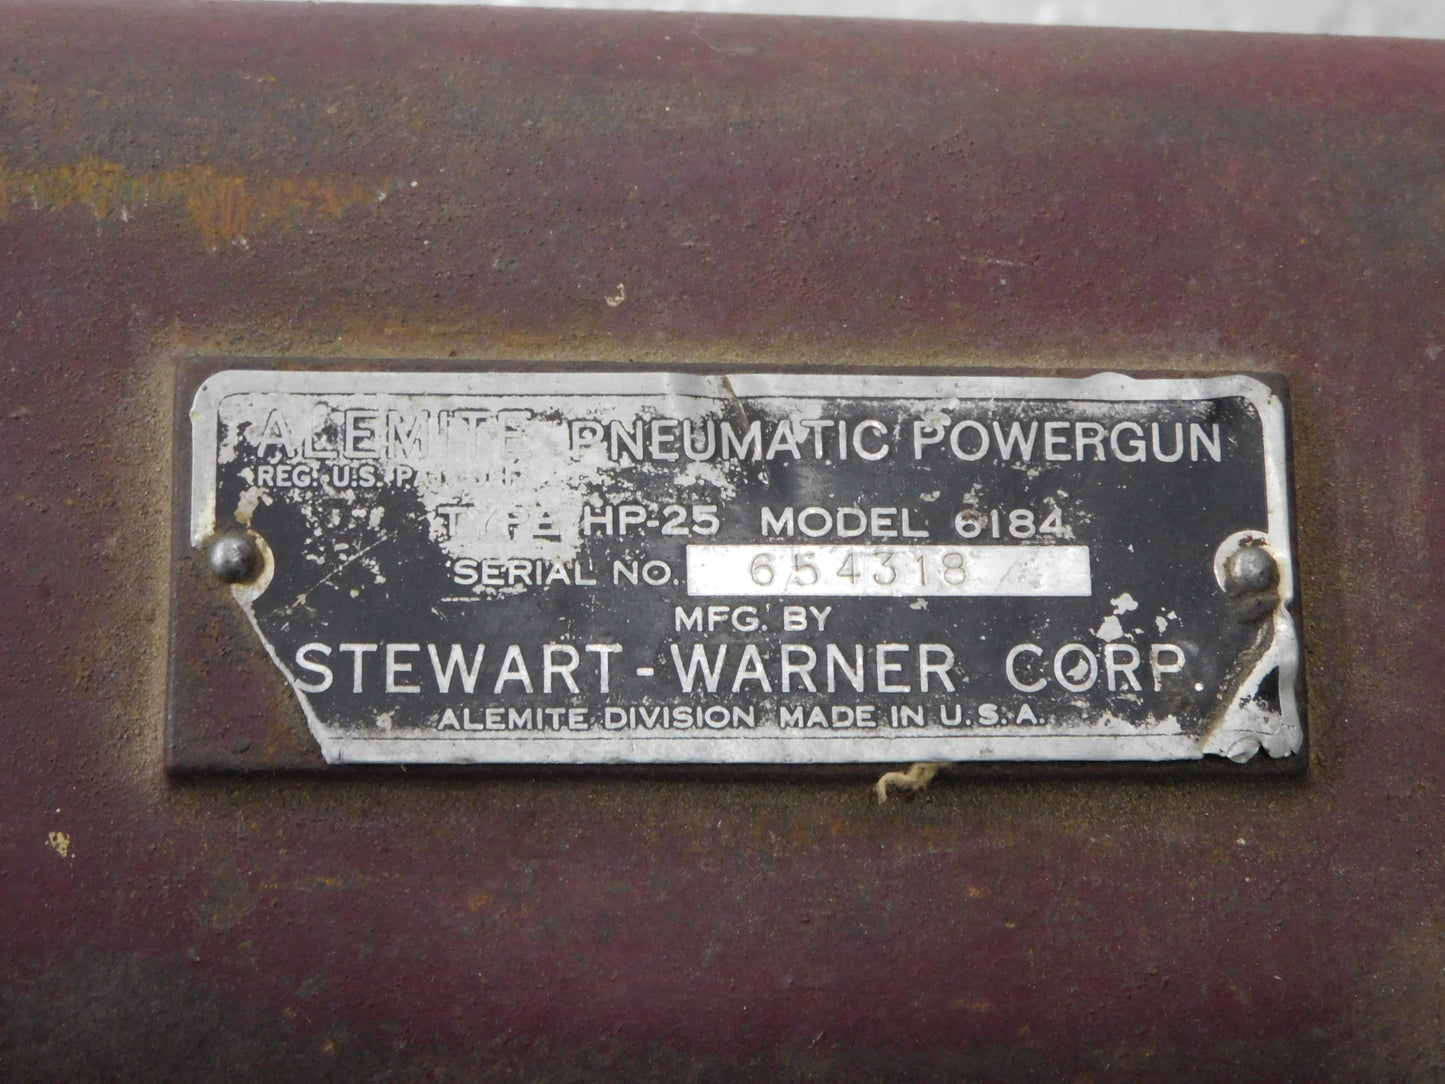 ALEMITE PNEUMATIC POWERGUN
REG. U.S. PAT. OFF.
TYPE HP-25 MODEL 6184
SERIAL NO. 654318
MFG. BY
STEWART-WARNER CORP.
ALEMITE DIVISION MADE IN U.S.A.